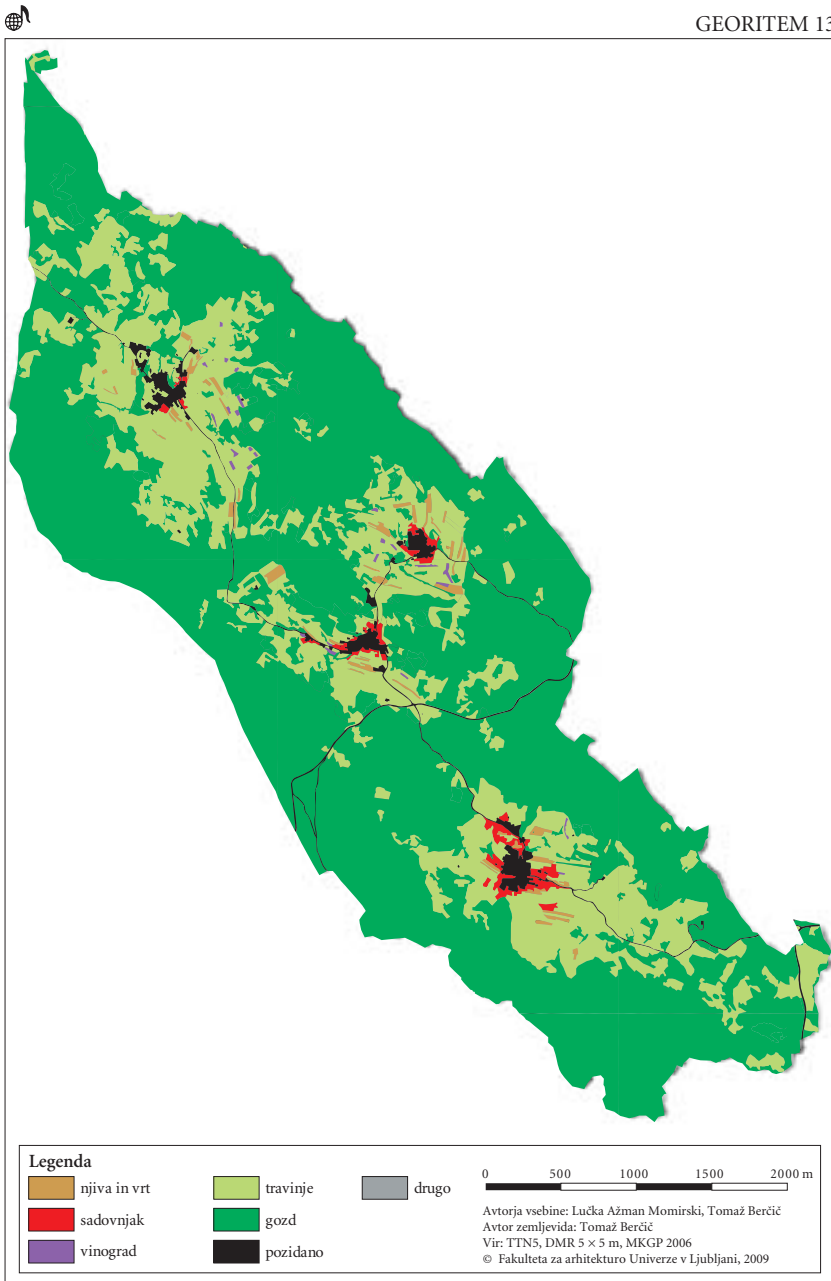 GEORITEM 13
Legenda
njiva in vrt
sadovnjak
vinograd
travinje
gozd
pozidano
drugo
0 500 1000 1500 2000 m
Avtorja vsebine: Lučka Ažman Momirski, Tomaž Berčič
Avtor zemljevida: Tomaž Berčič
Vir: TTN5, DMR 5 × 5 m, MKGP 2006
© Fakulteta za arhitekturo Univerze v Ljubljani, 2009